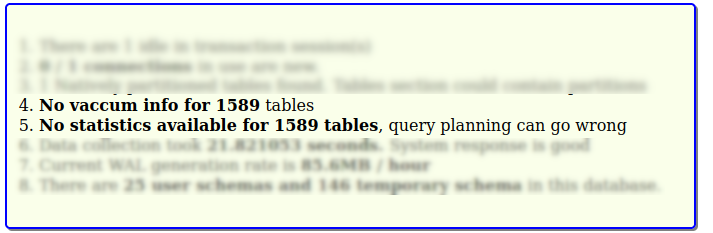 1. There are 1 idle in transaction session(s)
2. 0 / 1 connections in use are new.
3. 1 Natively partitioned tables found. Tables section could contain partitions
4. No vaccum info for 1589 tables
5. No statistics available for 1589 tables, query planning can go wrong
6. Data collection took 21.821053 seconds. System response is good
7. Current WAL generation rate is 85.6MB / hour
8. There are 25 user schemas and 146 temporary schema in this database.